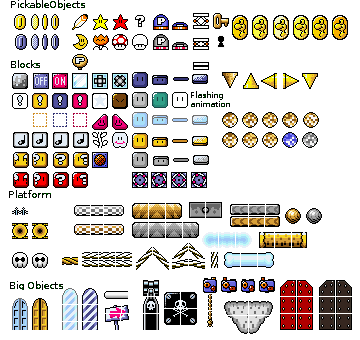 PickableObjects
P
P
Blocks
OFF
ON
Flashing
animation
Platform
Big Objects